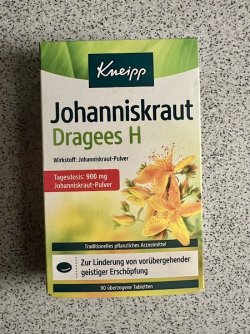 Kneipp
Johanniskraut
Dragees H
Wirkstoff: Johanniskraut-Pulver
Tagesdosis: 900 mg
Johanniskraut-Pulver
Traditionelles pflanzliches Arzneimittel
Zur Linderung von vorübergehender
geistiger Erschöpfung
90 überzogene Tabletten